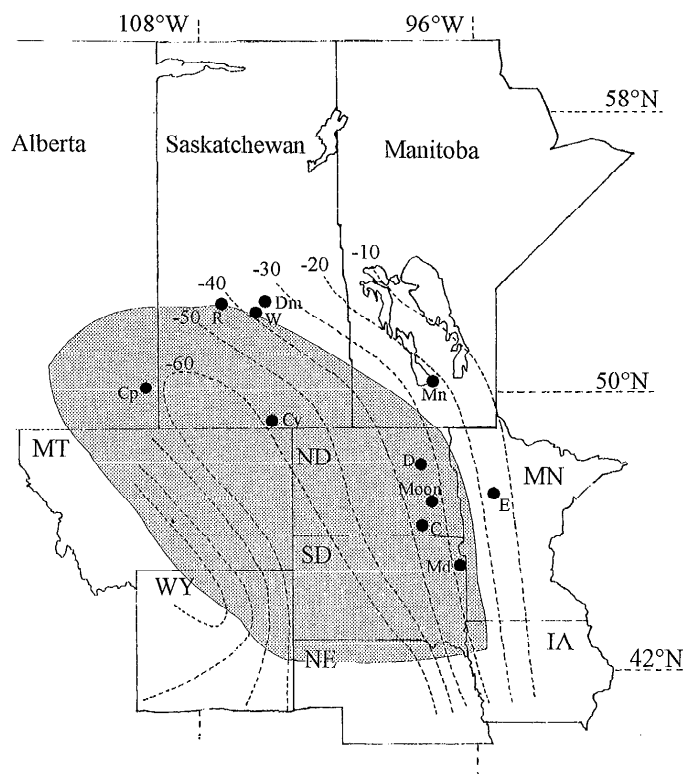 108°W 96°W
58°N
Alberta Saskatchewan Manitoba
-10
-20
-30
-40
Dm
R W
-50
-60
50°N
Cp
Mn
Cy
MT ND
D MN
Moon
E
C
SD
Md
WY
IA
NE 42°N